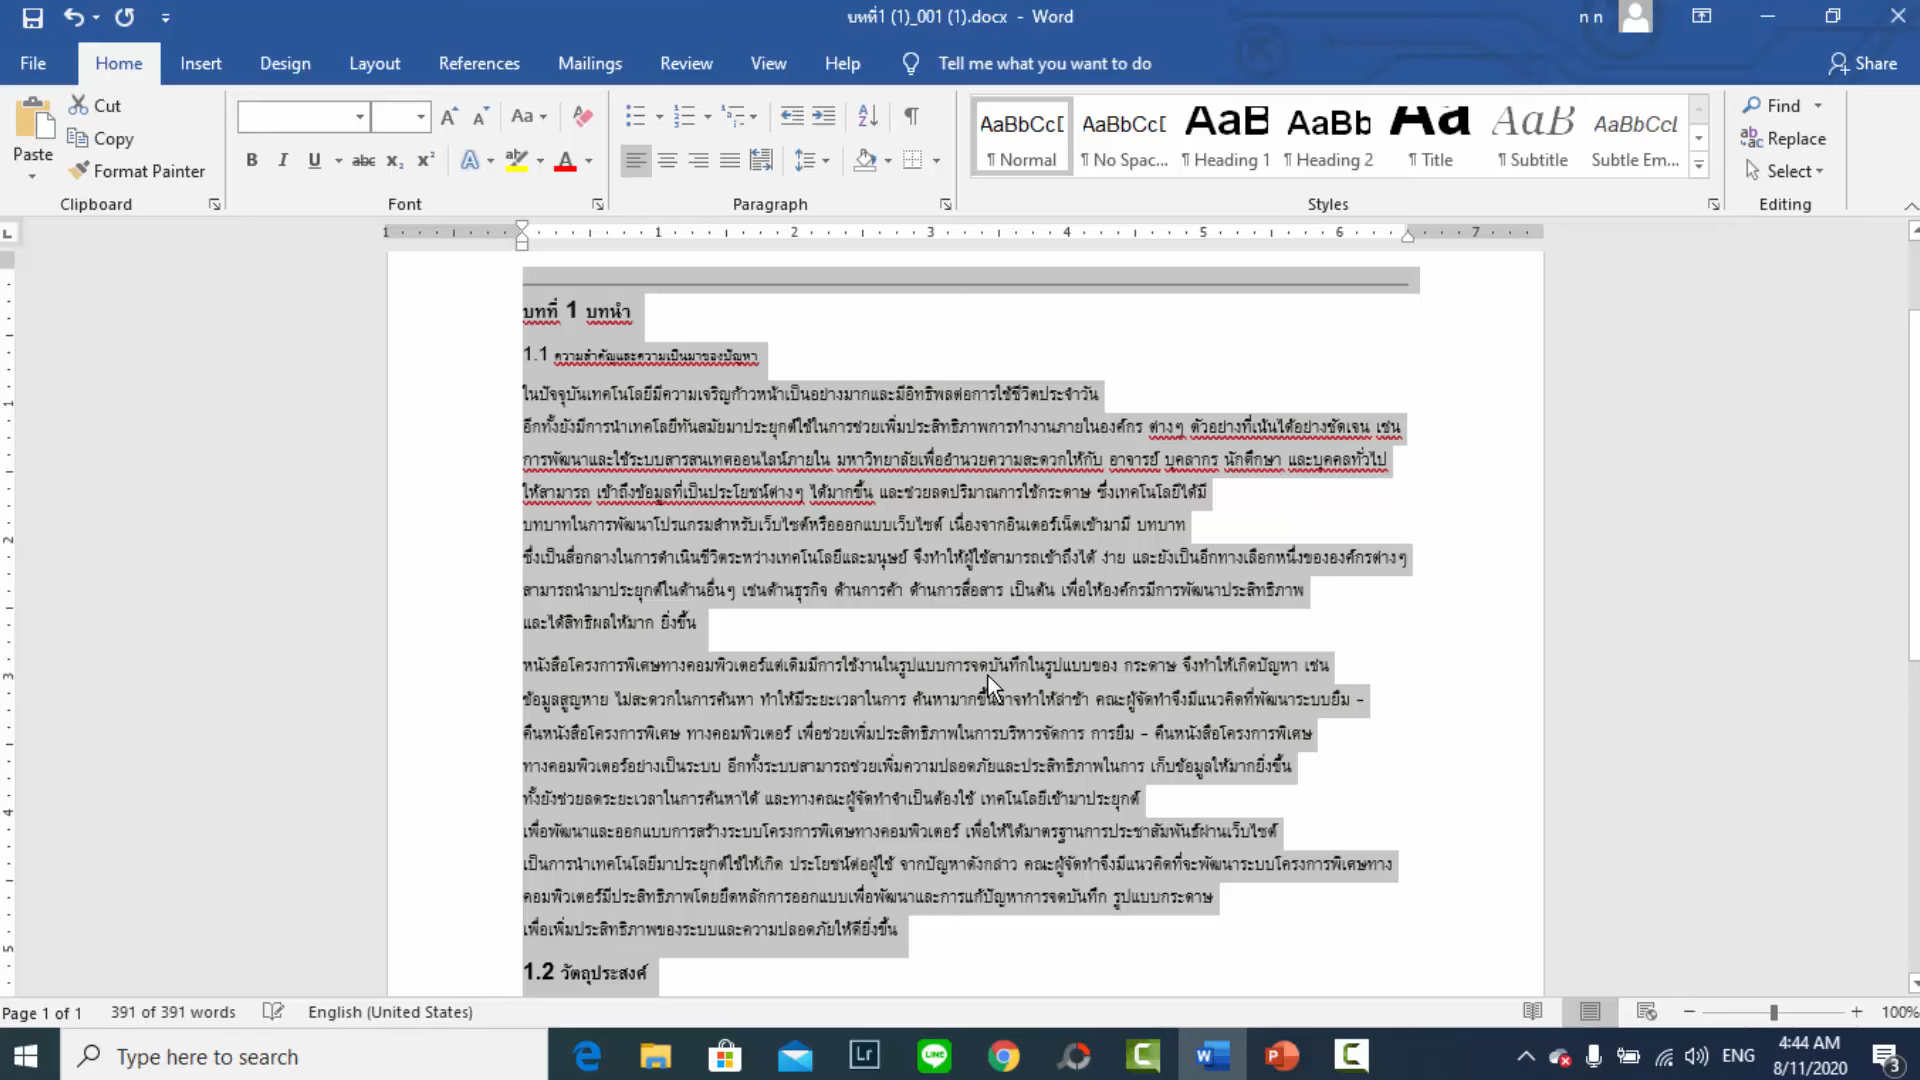 บทที่1 (1)_001 (1).docx - Word
n n
File Home Insert Design Layout References Mailings Review View Help Tell me what you want to do Share
Paste Cut Copy Format Painter Clipboard
Aa
B I U abc x₂ x² A A
Font
Paragraph
AaBbCcD AaBbCcD AaB AaBb Aa AaB AaBbCcL
¶ Normal ¶ No Spac... ¶ Heading 1 ¶ Heading 2 ¶ Title ¶ Subtitle Subtle Em...
Styles
Find
Replace
Select
Editing
1 1 2 3 4 5 6 7
บทที่ 1 บทนำ
1.1 ความสำคัญและความเป็นมาของปัญหา
ในปัจจุบันเทคโนโลยีมีความเจริญก้าวหน้าเป็นอย่างมากและมีอิทธิพลต่อการใช้ชีวิตประจำวัน
อีกทั้งยังมีการนำเทคโลยีทันสมัยมาประยุกต์ใช้ในการช่วยเพิ่มประสิทธิภาพการทำงานภายในองค์กร ต่างๆ ตัวอย่างที่เน้นได้อย่างชัดเจน เช่น
การพัฒนาและใช้ระบบสารสนเทศออนไลน์ภายใน มหาวิทยาลัยเพื่ออำนวยความสะดวกให้กับ อาจารย์ บุคลากร นักศึกษา และบุคคลทั่วไป
ให้สามารถ เข้าถึงข้อมูลที่เป็นประโยชน์ต่างๆ ได้มากขึ้น และช่วยลดปริมาณการใช้กระดาษ ซึ่งเทคโนโลยีได้มี
บทบาทในการพัฒนาโปรแกรมสำหรับเว็บไซต์หรือออกแบบเว็บไซต์ เนื่องจากอินเตอร์เน็ตเข้ามามี บทบาท
ซึ่งเป็นสื่อกลางในการดำเนินชีวิตระหว่างเทคโนโลยีและมนุษย์ จึงทำให้ผู้ใช้สามารถเข้าถึงได้ ง่าย และยังเป็นอีกทางเลือกหนึ่งขององค์กรต่างๆ
สามารถนำมาประยุกต์ในด้านอื่นๆ เช่นด้านธุรกิจ ด้านการค้า ด้านการสื่อสาร เป็นต้น เพื่อให้องค์กรมีการพัฒนาประสิทธิภาพ
และได้สิทธิผลให้มาก ยิ่งขึ้น
หนังสือโครงการพิเศษทางคอมพิวเตอร์แต่เดิมมีการใช้งานในรูปแบบการจดบันทึกในรูปแบบของ กระดาษ จึงทำให้เกิดปัญหา เช่น
ข้อมูลสูญหาย ไม่สะดวกในการค้นหา ทำให้มีระยะเวลาในการ ค้นหามากขึ้นอาจทำให้ล่าช้า คณะผู้จัดทำจึงมีแนวคิดที่พัฒนาระบบยืม –
คืนหนังสือโครงการพิเศษ ทางคอมพิวเตอร์ เพื่อช่วยเพิ่มประสิทธิภาพในการบริหารจัดการ การยืม – คืนหนังสือโครงการพิเศษ
ทางคอมพิวเตอร์อย่างเป็นระบบ อีกทั้งระบบสามารถช่วยเพิ่มความปลอดภัยและประสิทธิภาพในการ เก็บข้อมูลให้มากยิ่งขึ้น
ทั้งยังช่วยลดระยะเวลาในการค้นหาได้ และทางคณะผู้จัดทำจำเป็นต้องใช้ เทคโนโลยีเข้ามาประยุกต์
เพื่อพัฒนาและออกแบบการสร้างระบบโครงการพิเศษทางคอมพิวเตอร์ เพื่อให้ได้มาตรฐานการประชาสัมพันธ์ผ่านเว็บไซต์
เป็นการนำเทคโนโลยีมาประยุกต์ใช้ให้เกิด ประโยชน์ต่อผู้ใช้ จากปัญหาดังกล่าว คณะผู้จัดทำจึงมีแนวคิดที่จะพัฒนาระบบโครงการพิเศษทาง
คอมพิวเตอร์มีประสิทธิภาพโดยยึดหลักการออกแบบเพื่อพัฒนาและการแก้ปัญหาการจดบันทึก รูปแบบกระดาษ
เพื่อเพิ่มประสิทธิภาพของระบบและความปลอดภัยให้ดียิ่งขึ้น
1.2 วัตถุประสงค์
Page 1 of 1 391 of 391 words English (United States) 100%
Type here to search
Lr LINE
ENG
4:44 AM
8/11/2020
3